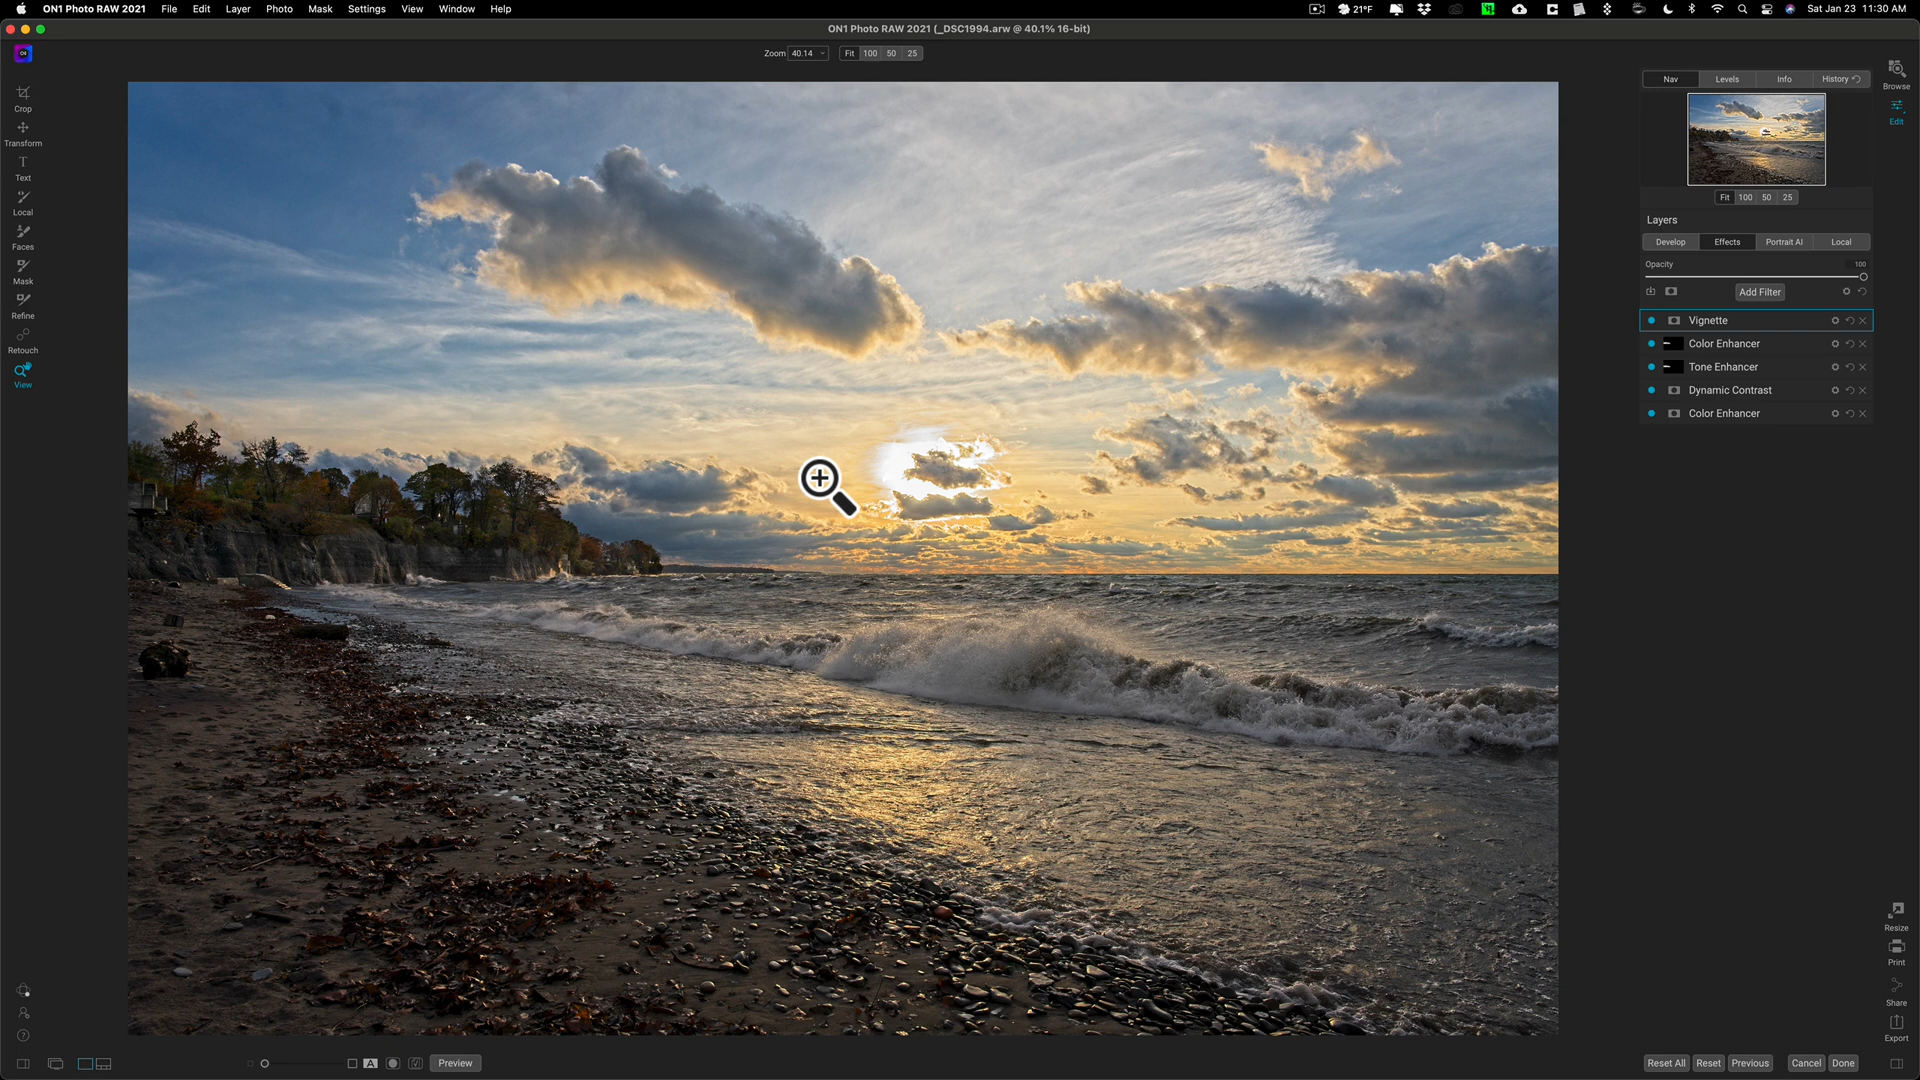 ON1 Photo RAW 2021 File Edit Layer Photo Mask Settings View Window Help 21°F Sat Jan 23 11:30 AM
ON1 Photo RAW 2021 (_DSC1994.arw @ 40.1% 16-bit)
Zoom 40.14 Fit 100 50 25
Crop
Transform
Text
Local
Faces
Mask
Refine
Retouch
View
Nav Levels Info History
Fit 100 50 25
Layers
Develop Effects Portrait AI Local
Opacity 100
Add Filter
Vignette
Color Enhancer
Tone Enhancer
Dynamic Contrast
Color Enhancer
Browse
Edit
Resize
Print
Share
Export
A Preview
Reset All Reset Previous Cancel Done